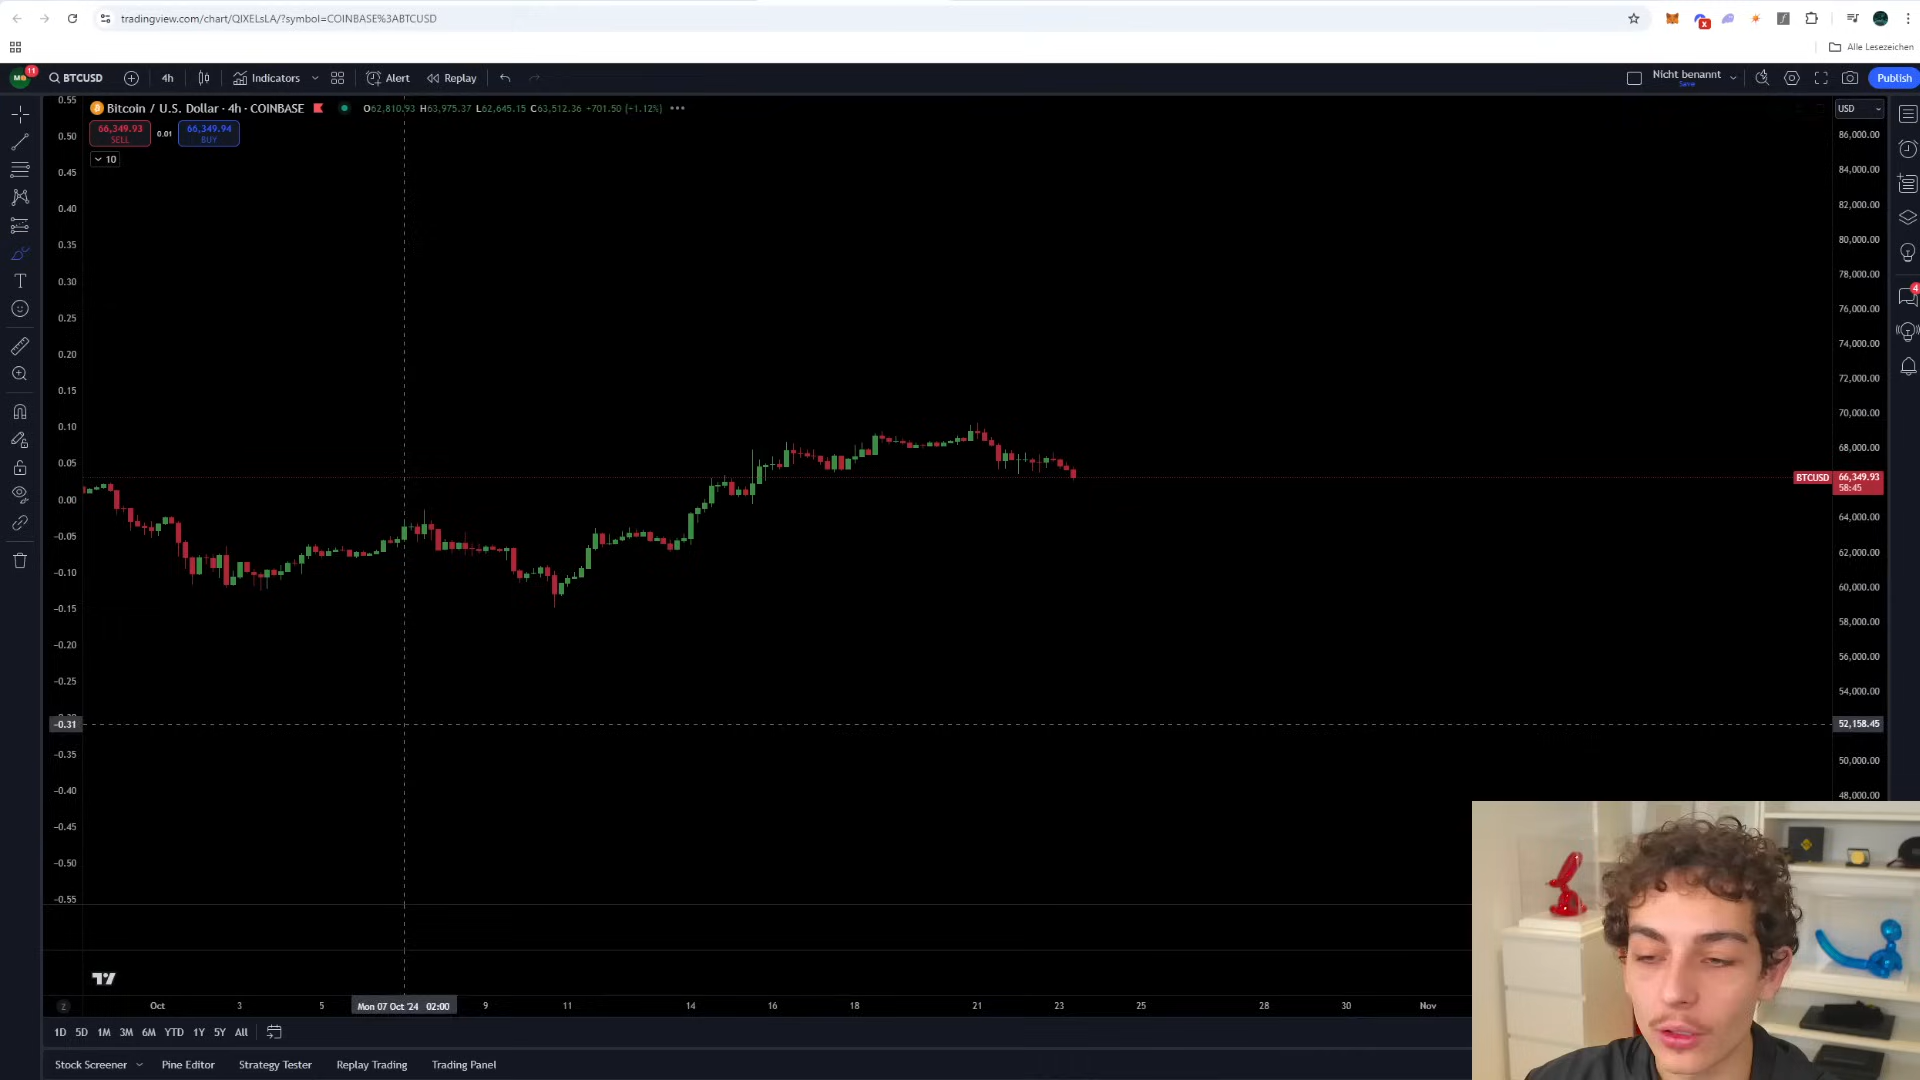 tradingview.com/chart/QIXELsLA/?symbol=COINBASE%3ABTCUSD
Alle Lesezeichen
11
BTCUSD
4h
Indicators
Alert
Replay
Nicht benannt
Save
Publish
Bitcoin / U.S. Dollar · 4h · COINBASE
O62,810.93 H63,975.37 L62,645.15 C63,512.36 +701.50 (+1.12%)
USD
66,349.93
SELL
0.01
66,349.94
BUY
10
0.55
0.50
0.45
0.40
0.35
0.30
0.25
0.20
0.15
0.10
0.05
0.00
−0.05
−0.10
−0.15
−0.20
−0.25
−0.31
−0.35
−0.40
−0.45
−0.50
−0.55
86,000.00
84,000.00
82,000.00
80,000.00
78,000.00
76,000.00
74,000.00
72,000.00
70,000.00
68,000.00
BTCUSD 66,349.93
58:45
64,000.00
62,000.00
60,000.00
58,000.00
56,000.00
54,000.00
52,158.45
50,000.00
48,000.00
4
Z
Oct 3 5 Mon 07 Oct '24 02:00 9 11 14 16 18 21 23 25 28 30 Nov
1D 5D 1M 3M 6M YTD 1Y 5Y All
Stock Screener Pine Editor Strategy Tester Replay Trading Trading Panel